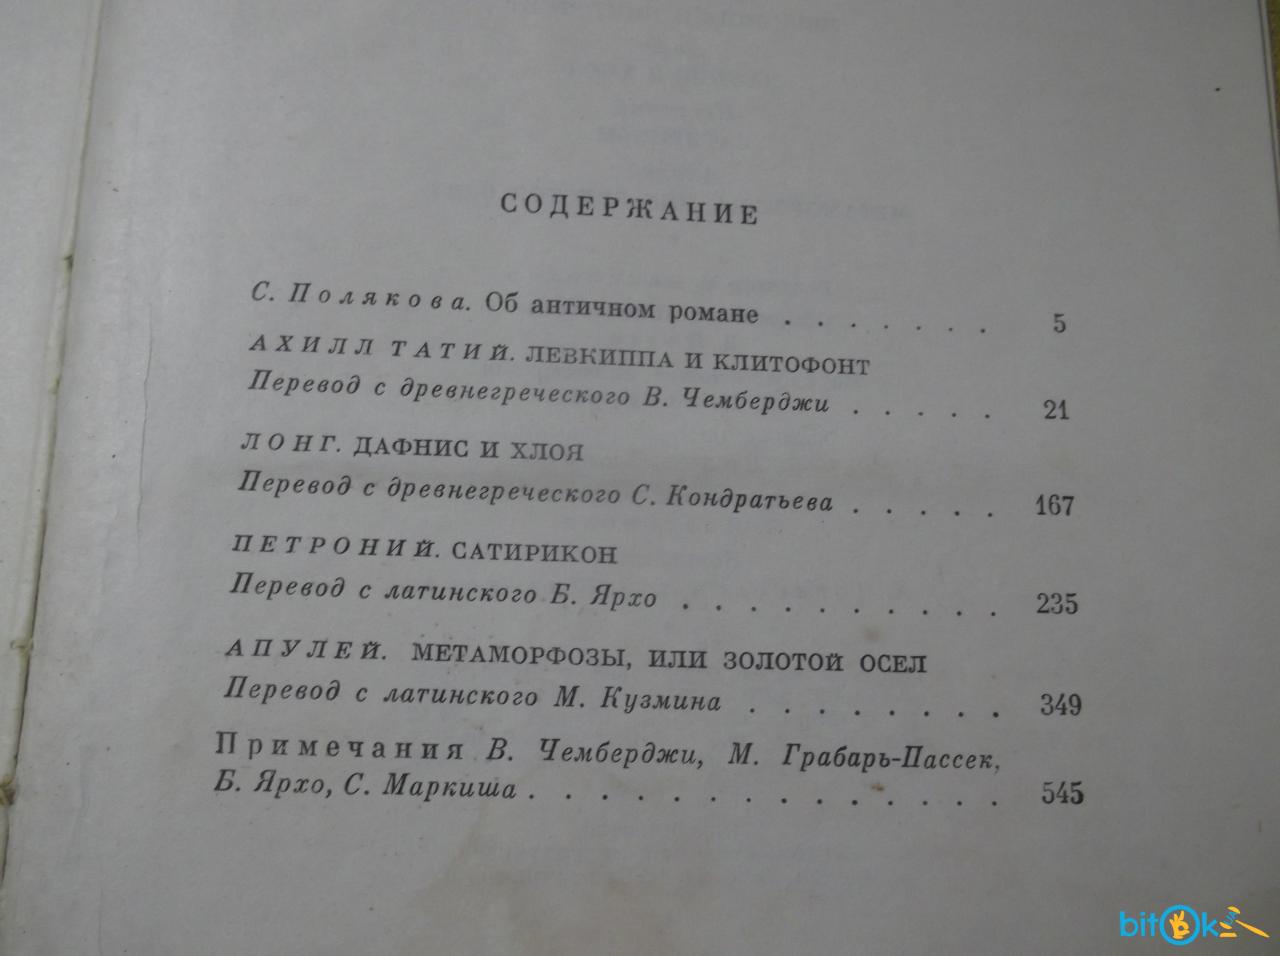 СОДЕРЖАНИЕ
С. Полякова. Об античном романе . . . . . . . 5
АХИЛЛ ТАТИЙ. ЛЕВКИППА И КЛИТОФОНТ
Перевод с древнегреческого В. Чемберджи . . . . . 21
ЛОНГ. ДАФНИС И ХЛОЯ
Перевод с древнегреческого С. Кондратьева . . . . . 167
ПЕТРОНИЙ. САТИРИКОН
Перевод с латинского Б. Ярхо . . . . . . . . . . 235
АПУЛЕЙ. МЕТАМОРФОЗЫ, ИЛИ ЗОЛОТОЙ ОСЕЛ
Перевод с латинского М. Кузмина . . . . . . . . 349
Примечания В. Чемберджи, М. Грабарь-Пассек,
Б. Ярхо, С. Маркиша . . . . . . . . . . . . . . 545
bitOk